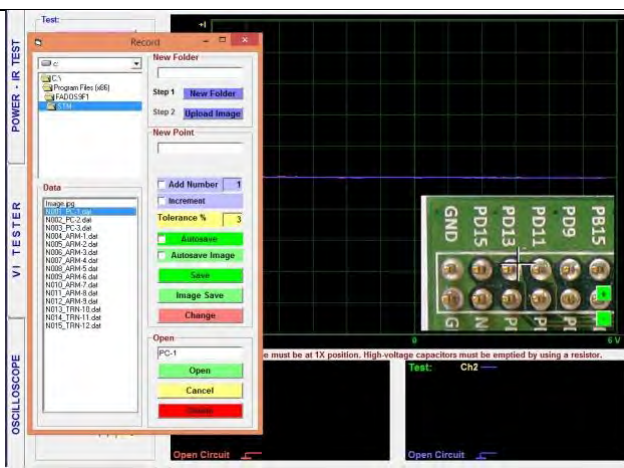 Test:
+I
Record
c:
C:\
Program Files (x86)
FADOS9F1
STM
New Folder
Step 1 New Folder
Step 2 Upload Image
New Point
Add Number 1
Increment
Tolerance % 3
Autosave
Autosave Image
Save
Image Save
Change
Data
Image.jpg
N001_PC-1.dat
N002_PC-2.dat
N003_PC-3.dat
N004_ARM-1.dat
N005_ARM-2.dat
N006_ARM-3.dat
N007_ARM-4.dat
N008_ARM-5.dat
N009_ARM-6.dat
N010_ARM-7.dat
N011_ARM-8.dat
N012_ARM-9.dat
N013_TRN-10.dat
N014_TRN-11.dat
N015_TRN-12.dat
Open
PC-1
Open
Cancel
POWER - IR TEST
VI TESTER
OSCILLOSCOPE
GND PD15 PD13 PD11 PD9 PB15
0 6 V
e must be at 1X position. High-voltage capacitors must be emptied by using a resistor.
Test: Ch2
Open Circuit
Open Circuit